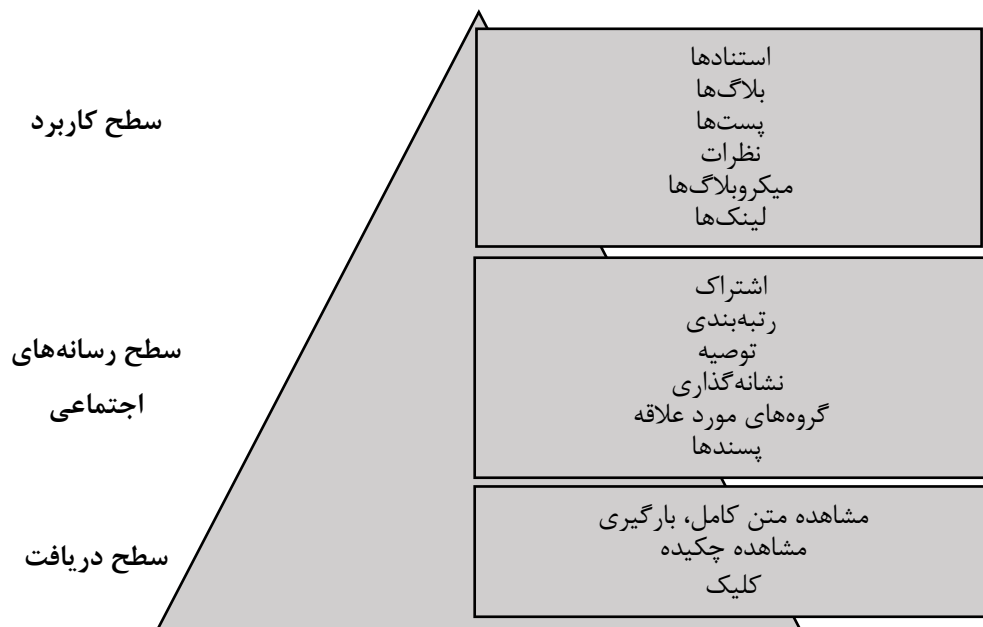 سطح کاربرد
استنادها
بلاگ‌ها
پست‌ها
نظرات
میکروبلاگ‌ها
لینک‌ها
سطح رسانه‌های
اجتماعی
اشتراک
رتبه‌بندی
توصیه
نشانه‌گذاری
گروه‌های مورد علاقه
پسندها
سطح دریافت
مشاهده متن کامل، بارگیری
مشاهده چکیده
کلیک